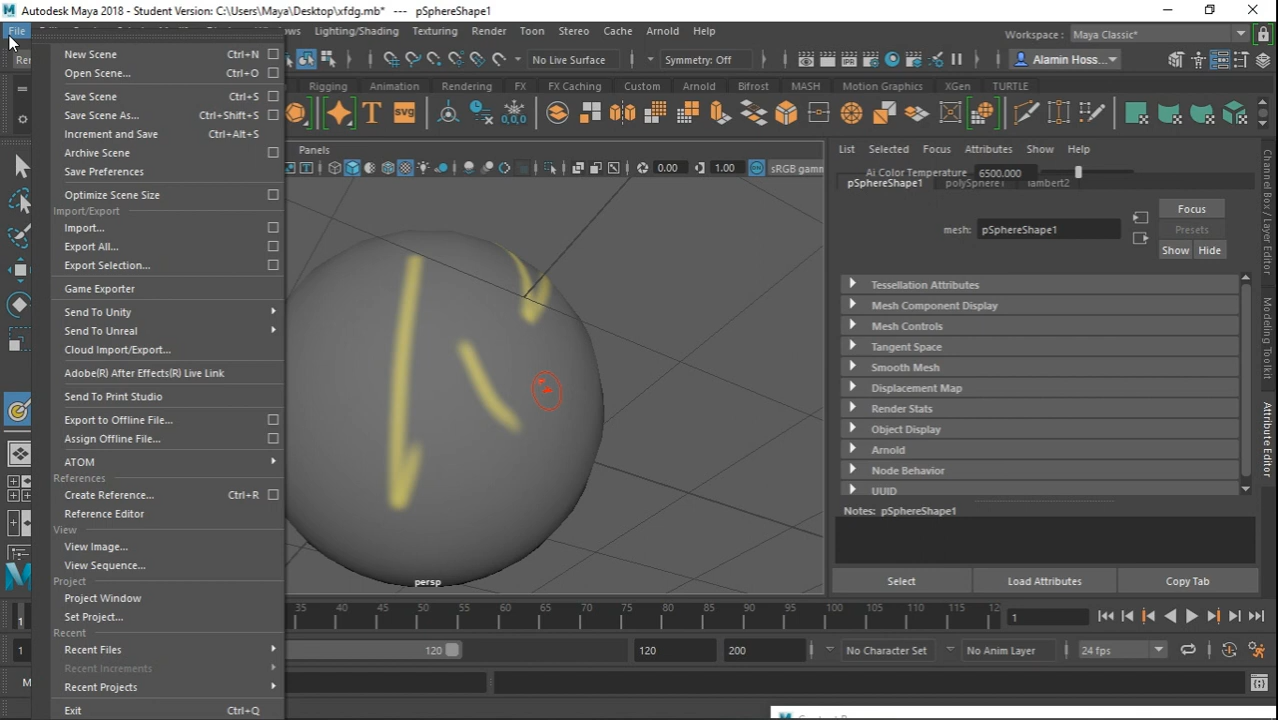 Autodesk Maya 2018 - Student Version: C:\Users\Maya\Desktop\xfdg.mb* --- pSphereShape1
File
Lighting/Shading Texturing Render Toon Stereo Cache Arnold Help
Workspace : Maya Classic*
No Live Surface
Symmetry: Off
Alamin Hoss...
Rigging Animation Rendering FX FX Caching Custom Arnold Bifrost MASH Motion Graphics XGen TURTLE
New Scene Ctrl+N
Open Scene... Ctrl+O
Save Scene Ctrl+S
Save Scene As... Ctrl+Shift+S
Increment and Save Ctrl+Alt+S
Archive Scene
Save Preferences
Optimize Scene Size
Import/Export
Import...
Export All...
Export Selection...
Game Exporter
Send To Unity
Send To Unreal
Cloud Import/Export...
Adobe(R) After Effects(R) Live Link
Send To Print Studio
Export to Offline File...
Assign Offline File...
ATOM
References
Create Reference... Ctrl+R
Reference Editor
View
View Image...
View Sequence...
Project
Project Window
Set Project...
Recent
Recent Files
Recent Increments
Recent Projects
Exit Ctrl+Q
Panels
0.00
1.00
sRGB gamm
persp
List Selected Focus Attributes Show Help
Ai Color Temperature 6500.000
pSphereShape1 polySphere1 lambert2
Focus
mesh: pSphereShape1
Presets
Show Hide
Tessellation Attributes
Mesh Component Display
Mesh Controls
Tangent Space
Smooth Mesh
Displacement Map
Render Stats
Object Display
Arnold
Node Behavior
UUID
Notes: pSphereShape1
Select Load Attributes Copy Tab
Channel Box / Layer Editor
Modeling Toolkit
Attribute Editor
1 35 40 45 50 55 60 65 70 75 80 85 90 95 100 105 110 115 12
1
1 120 120 200
No Character Set
No Anim Layer
24 fps